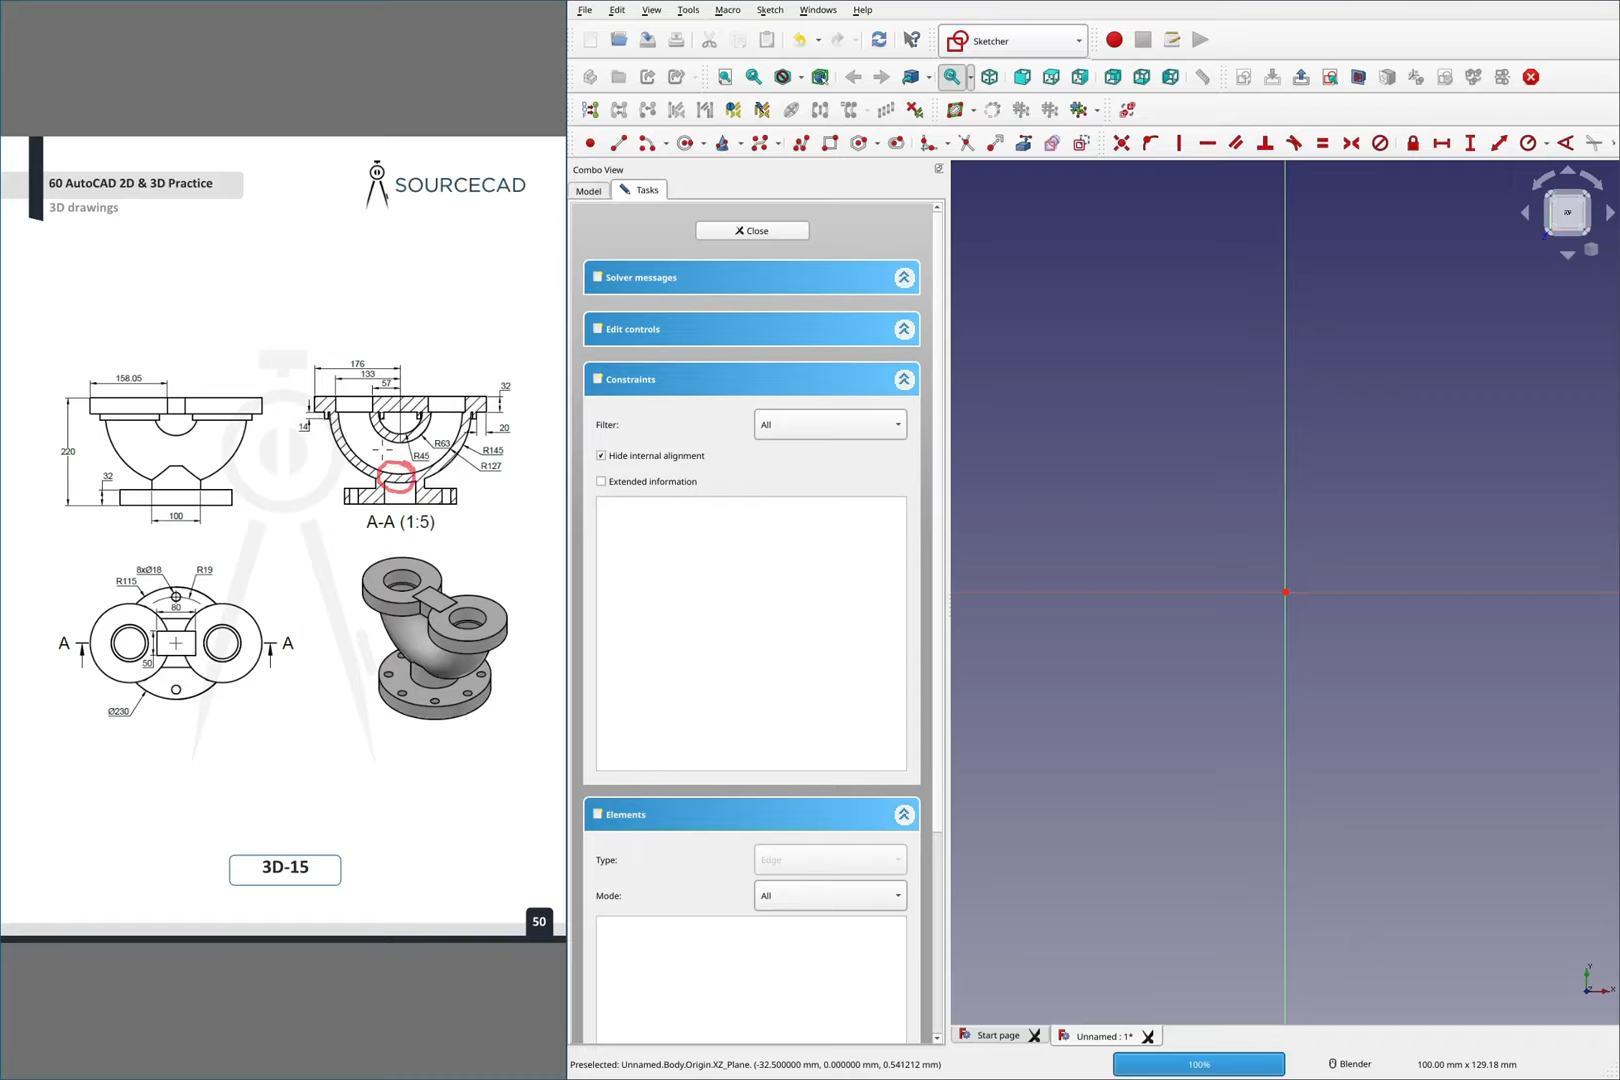 File Edit View Tools Macro Sketch Windows Help
Sketcher
60 AutoCAD 2D & 3D Practice
3D drawings
SOURCECAD
Combo View
Model
Tasks
Close
Solver messages
Edit controls
Constraints
Filter:
All
Hide internal alignment
Extended information
Elements
Type:
Edge
Mode:
All
158.05
220
32
100
176
133
57
32
14
20
R63
R45
R145
R127
A-A (1:5)
8xØ18
R19
R115
80
A
A
50
Ø230
3D-15
50
XY
Y
Z
X
Start page
Unnamed : 1*
Preselected: Unnamed.Body.Origin.XZ_Plane. (-32.500000 mm, 0.000000 mm, 0.541212 mm)
100%
Blender
100.00 mm x 129.18 mm